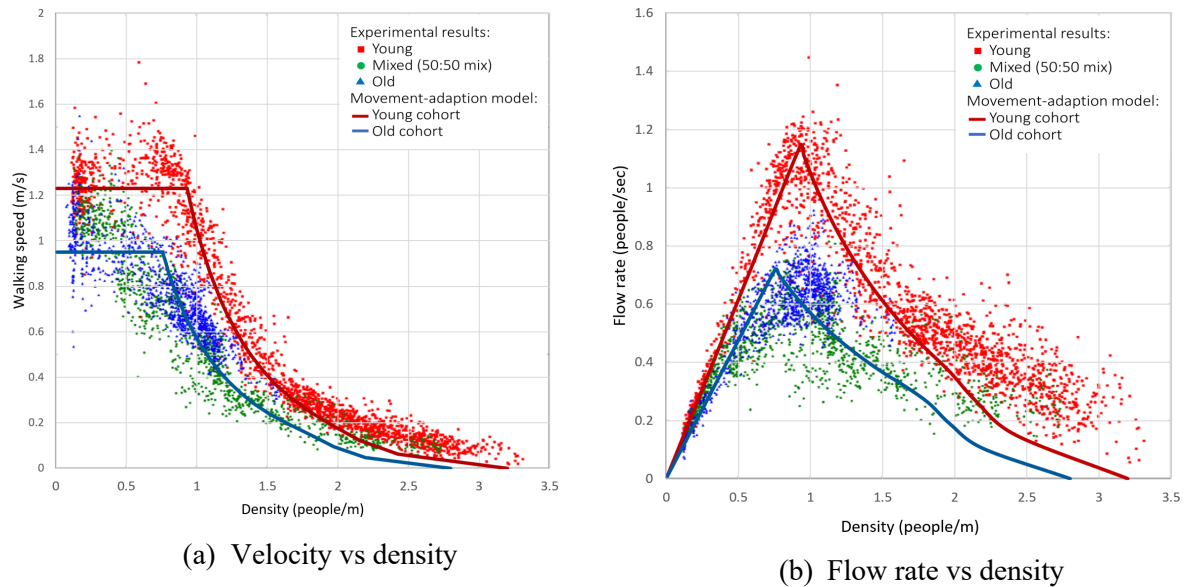 2
1.8
1.6
1.4
1.2
1
0.8
0.6
0.4
0.2
0
0
0.5
1
1.5
2
2.5
3
3.5
Walking speed (m/s)
Density (people/m)
Experimental results:
Young
Mixed (50:50 mix)
Old
Movement-adaption model:
Young cohort
Old cohort
(a) Velocity vs density
1.6
1.4
1.2
1
0.8
0.6
0.4
0.2
0
0
0.5
1
1.5
2
2.5
3
3.5
Flow rate (people/sec)
Density (people/m)
Experimental results:
Young
Mixed (50:50 mix)
Old
Movement-adaption model:
Young cohort
Old cohort
(b) Flow rate vs density